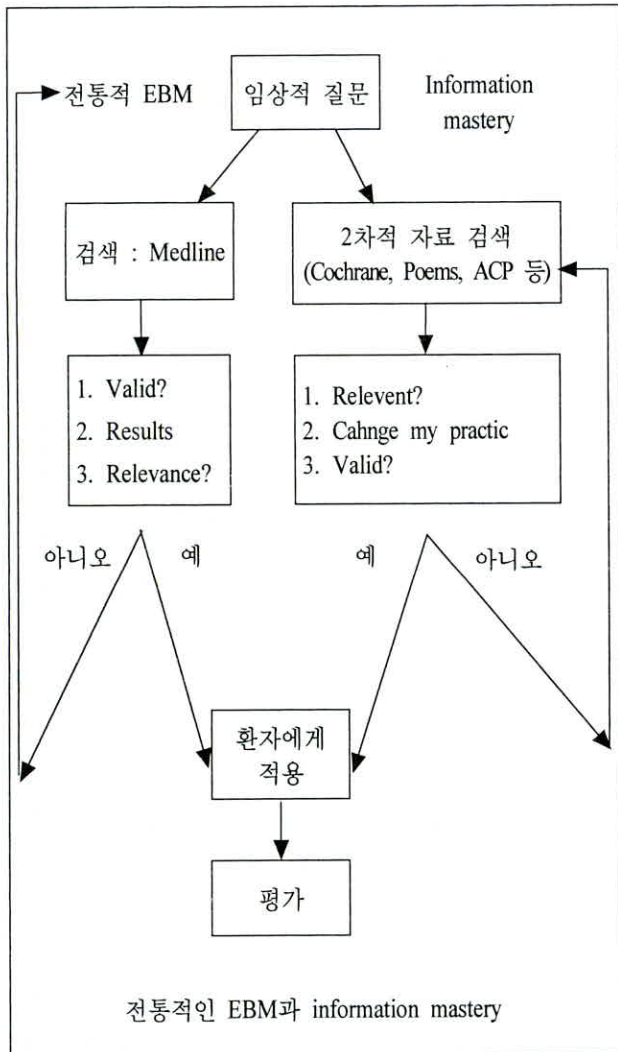 전통적 EBM
임상적 질문
Information
mastery
검색 : Medline
2차적 자료 검색
(Cochrane, Poems, ACP 등)
1. Valid?
2. Results
3. Relevance?
1. Relevent?
2. Cahnge my practic
3. Valid?
아니오
예
예
아니오
환자에게
적용
평가
전통적인 EBM과 information mastery